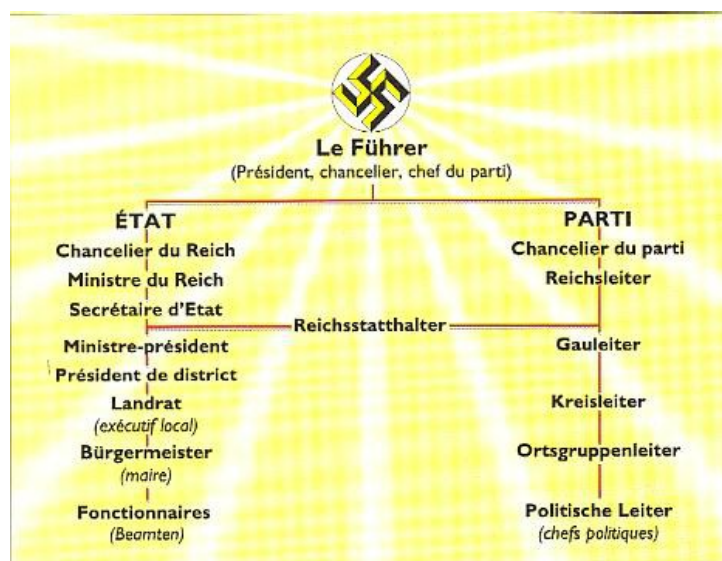 Le Führer
(Président, chancelier, chef du parti)
ÉTAT
Chancelier du Reich
Ministre du Reich
Secrétaire d'Etat
PARTI
Chancelier du parti
Reichsleiter
Reichsstatthalter
Ministre-président
Président de district
Landrat
(exécutif local)
Bürgermeister
(maire)
Fonctionnaires
(Beamten)
Gauleiter
Kreisleiter
Ortsgruppenleiter
Politische Leiter
(chefs politiques)